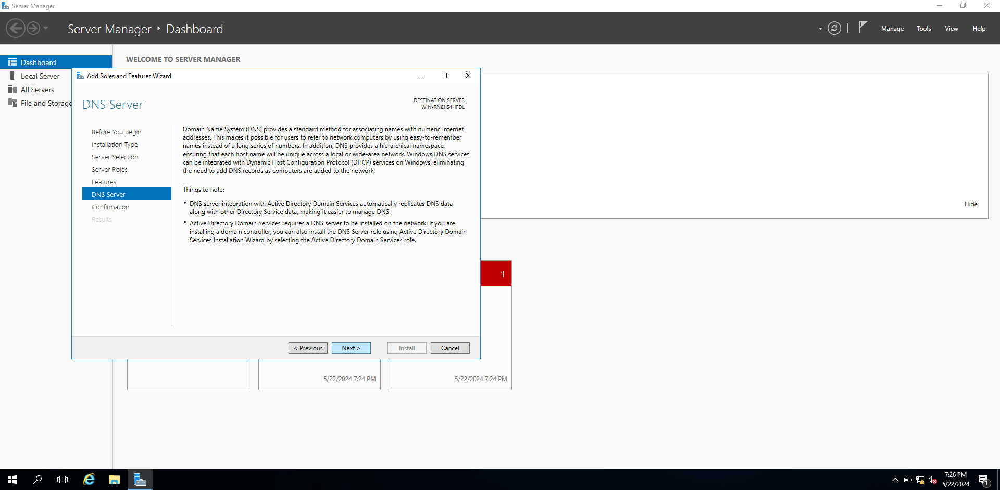 Server Manager
Server Manager ‣ Dashboard
Manage Tools View Help
Dashboard
Local Server
All Servers
File and Storage
WELCOME TO SERVER MANAGER
Add Roles and Features Wizard
DNS Server
DESTINATION SERVER
WIN-RN8JIS4HFDL
Before You Begin
Installation Type
Server Selection
Server Roles
Features
DNS Server
Confirmation
Results
Domain Name System (DNS) provides a standard method for associating names with numeric Internet
addresses. This makes it possible for users to refer to network computers by using easy-to-remember
names instead of a long series of numbers. In addition, DNS provides a hierarchical namespace,
ensuring that each host name will be unique across a local or wide-area network. Windows DNS services
can be integrated with Dynamic Host Configuration Protocol (DHCP) services on Windows, eliminating
the need to add DNS records as computers are added to the network.
Things to note:
• DNS server integration with Active Directory Domain Services automatically replicates DNS data
along with other Directory Service data, making it easier to manage DNS.
• Active Directory Domain Services requires a DNS server to be installed on the network. If you are
installing a domain controller, you can also install the DNS Server role using Active Directory Domain
Services Installation Wizard by selecting the Active Directory Domain Services role.
< Previous Next > Install Cancel
Hide
1
5/22/2024 7:24 PM
5/22/2024 7:24 PM
7:26 PM
5/22/2024
1